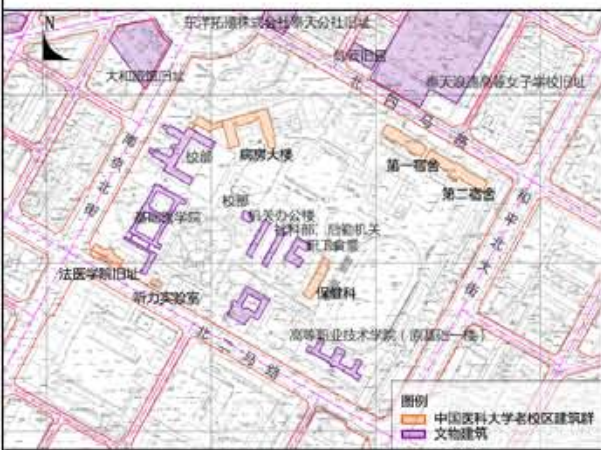 N
东洋拓殖株式会社奉天公社旧址
大和旅馆旧址
奉天浪速高等女子学校旧址
北四马路
南京北街
和平北大街
校部
病房大楼
第一宿舍
第二宿舍
校部
机关办公楼
基础医学院
法医学院旧址
听力实验室
保健科
高等职业技术学院(原基础一楼)
北二马路
图例
中国医科大学老校区建筑群
文物建筑